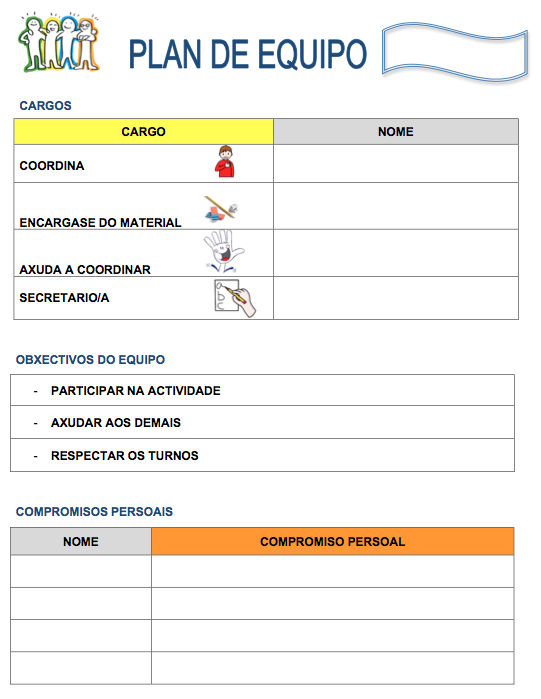 PLAN DE EQUIPO
CARGOS
CARGO NOME
COORDINA
ENCARGASE DO MATERIAL
AXUDA A COORDINAR
SECRETARIO/A
OBXECTIVOS DO EQUIPO
- PARTICIPAR NA ACTIVIDADE
- AXUDAR AOS DEMAIS
- RESPECTAR OS TURNOS
COMPROMISOS PERSOAIS
NOME COMPROMISO PERSOAL